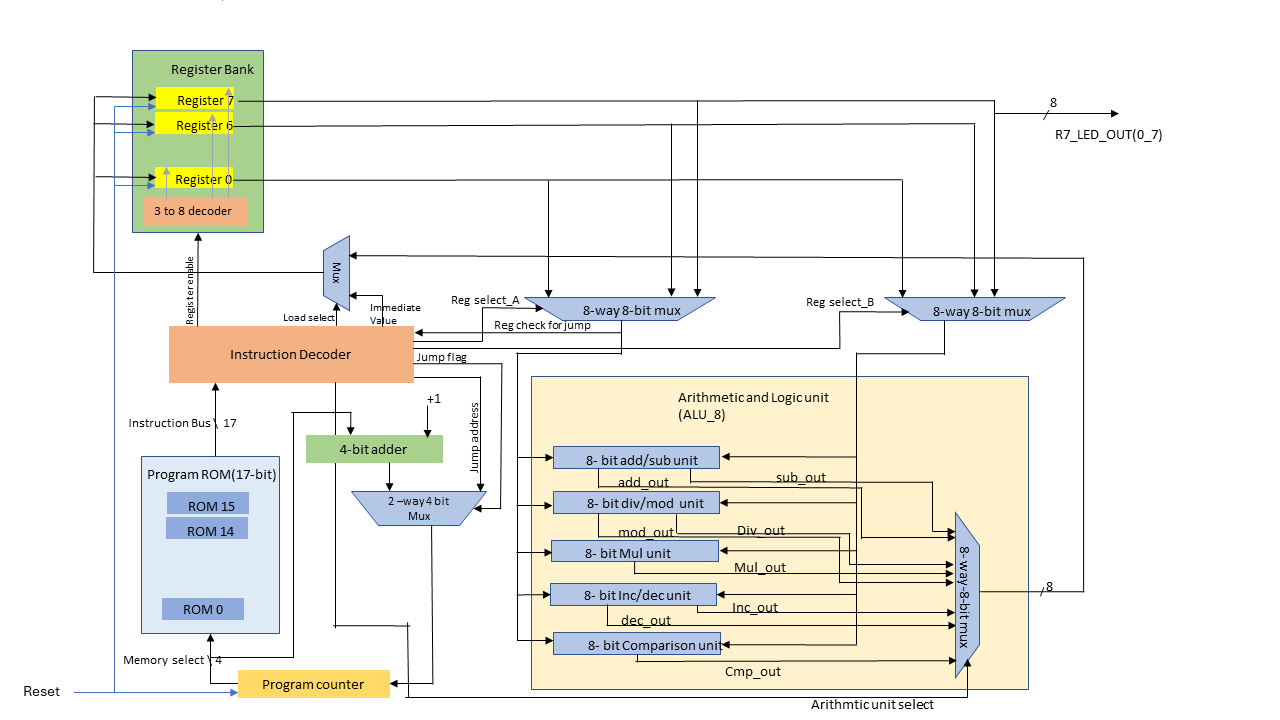 Register Bank
Register 7
Register 6
Register 0
3 to 8 decoder
8
R7_LED_OUT(0_7)
Register enable
Mux
Load select
Immediate
Value
Reg select_A
8-way 8-bit mux
Reg select_B
8-way 8-bit mux
Reg check for jump
Instruction Decoder
Jump flag
Jump address
+1
Instruction Bus
17
4-bit adder
2 –way 4 bit
Mux
Program ROM(17-bit)
ROM 15
ROM 14
ROM 0
Memory select
4
Program counter
Reset
Arithmetic and Logic unit
(ALU_8)
8- bit add/sub unit
add_out
sub_out
8- bit div/mod unit
mod_out
Div_out
8- bit Mul unit
Mul_out
8- bit Inc/dec unit
Inc_out
dec_out
8- bit Comparison unit
Cmp_out
8- way-8-bit mux
8
Arithmtic unit select